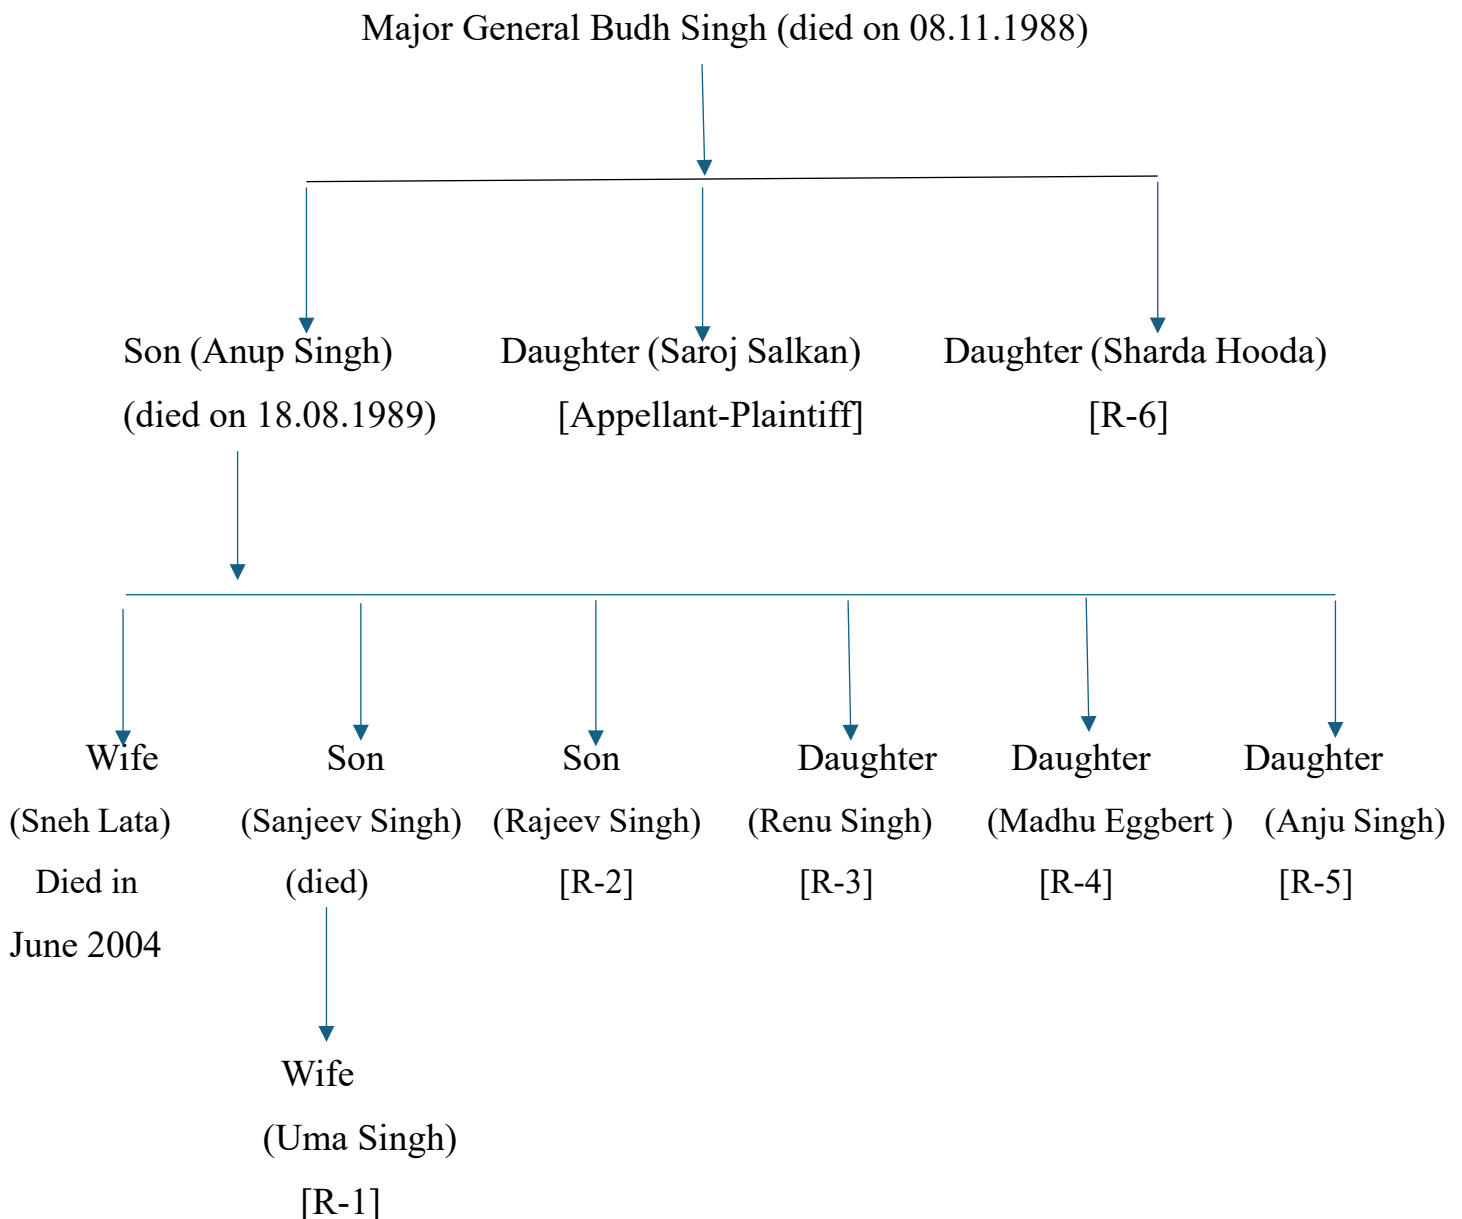 Major General Budh Singh (died on 08.11.1988)
Son (Anup Singh) Daughter (Saroj Salkan) Daughter (Sharda Hooda)
(died on 18.08.1989) [Appellant-Plaintiff] [R-6]
Wife Son Son Daughter Daughter Daughter
(Sneh Lata) (Sanjeev Singh) (Rajeev Singh) (Renu Singh) (Madhu Eggbert ) (Anju Singh)
Died in (died) [R-2] [R-3] [R-4] [R-5]
June 2004
Wife
(Uma Singh)
[R-1]